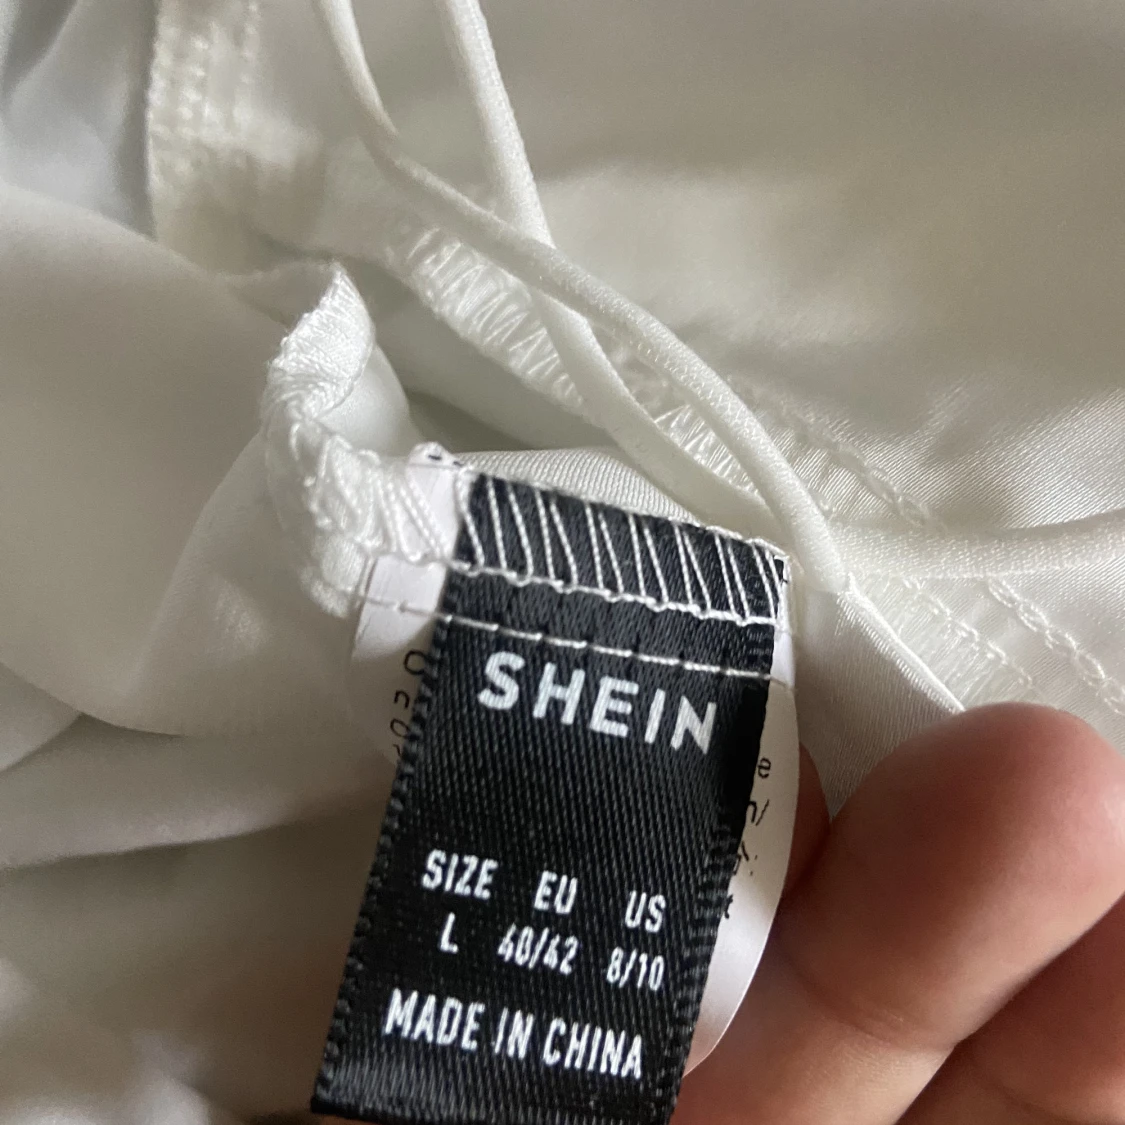 SHEIN
SIZE EU US
L 40/42 8/10
MADE IN CHINA